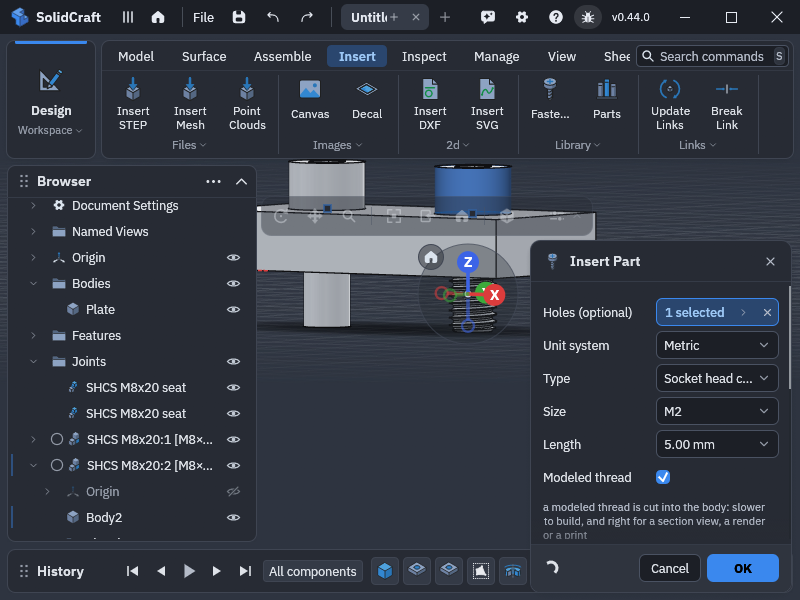 SolidCraft
File
Untitl
v0.44.0
Design
Workspace
Model
Surface
Assemble
Insert
Inspect
Manage
View
Shee
Search commands
S
Insert STEP
Insert Mesh
Point Clouds
Files
Canvas
Decal
Images
Insert DXF
Insert SVG
2d
Faste...
Parts
Library
Update Links
Break Link
Links
Browser
Document Settings
Named Views
Origin
Bodies
Plate
Features
Joints
SHCS M8x20 seat
SHCS M8x20 seat
SHCS M8x20:1 [M8×...
SHCS M8x20:2 [M8×...
Origin
Body2
Z
X
Insert Part
Holes (optional)
1 selected
Unit system
Metric
Type
Socket head c...
Size
M2
Length
5.00 mm
Modeled thread
a modeled thread is cut into the body: slower
to build, and right for a section view, a render
or a print
Cancel
OK
History
All components